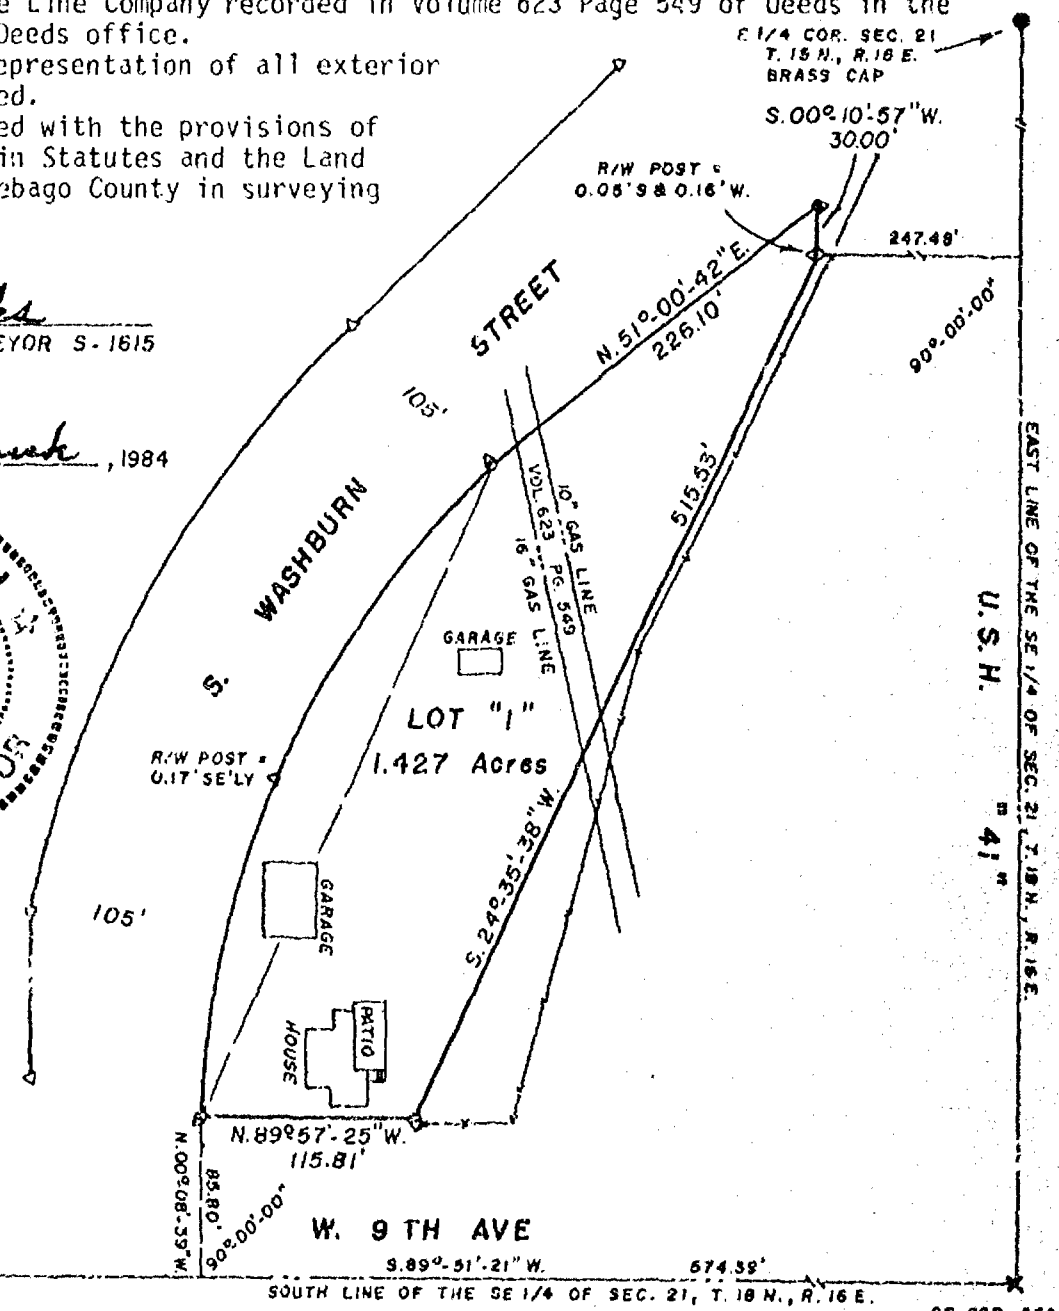 e Line Company recorded in Volume 623 Page 549 of Deeds in the
Deeds office.
epresentation of all exterior
ed.
ed with the provisions of
in Statutes and the Land
ebago County in surveying
EYOR S-1615
, 1984
E 1/4 COR. SEC. 21
T. 18 N., R. 16 E.
BRASS CAP
S. 00°-10'-57" W.
30.00'
R/W POST =
0.06' S & 0.16' W.
247.48'
90°-00'-00"
N. 51°-00'-42" E.
226.10'
S. WASHBURN STREET
105'
10" GAS LINE
VOL. 623 PG. 549
16" GAS LINE
515.53'
EAST LINE OF THE SE 1/4 OF SEC. 21, T. 18 N., R. 16 E.
U.S.H. "41"
GARAGE
LOT "1"
1.427 Acres
R/W POST =
0.17' SE'LY
S. 24°-35'-38" W.
GARAGE
105'
PATIO
HOUSE
N. 89°57'-25" W.
115.81'
N. 00°-08'-39" W.
85.80'
90°-00'-00"
W. 9TH AVE
S. 89°-51'-21" W. 674.39'
SOUTH LINE OF THE SE 1/4 OF SEC. 21, T. 18 N., R. 16 E.